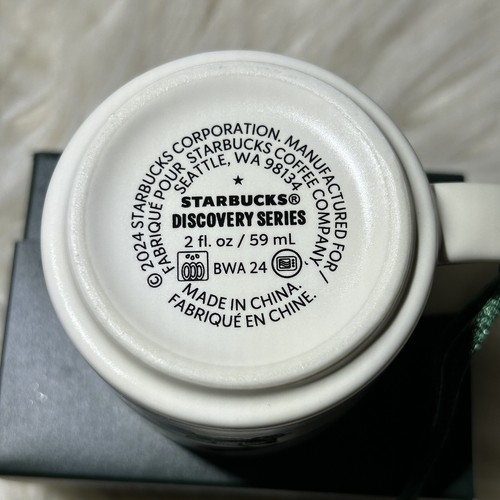 © 2024 STARBUCKS CORPORATION. MANUFACTURED FOR /
FABRIQUÉ POUR STARBUCKS COFFEE COMPANY,
SEATTLE, WA 98134
STARBUCKS®
DISCOVERY SERIES
2 fl. oz / 59 mL
BWA 24
MADE IN CHINA.
FABRIQUÉ EN CHINE.